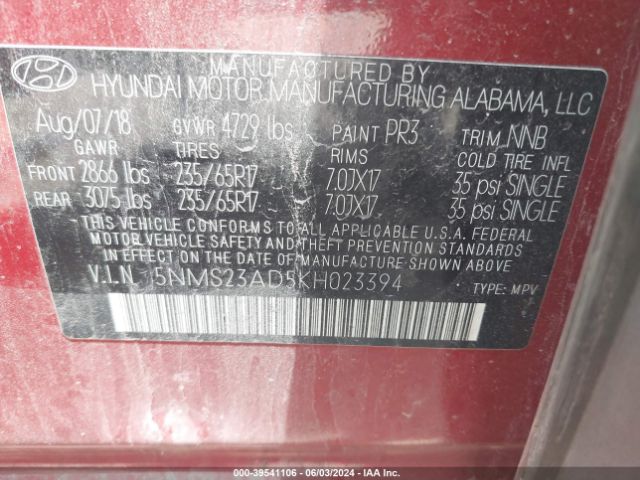 MANUFACTURED BY
HYUNDAI MOTOR MANUFACTURING ALABAMA, LLC
Aug/07/18 GVWR 4729 lbs PAINT PR3 TRIM NNB
GAWR TIRES RIMS COLD TIRE INFL
FRONT 2866 lbs 235/65R17 7.0JX17 35 psi SINGLE
REAR 3075 lbs 235/65R17 7.0JX17 35 psi SINGLE
THIS VEHICLE CONFORMS TO ALL APPLICABLE U.S.A. FEDERAL
MOTOR VEHICLE SAFETY AND THEFT PREVENTION STANDARDS
IN EFFECT ON THE DATE OF MANUFACTURE SHOWN ABOVE.
V.I.N. 5NMS23AD5KH023394
TYPE: MPV
000-39541106 - 06/03/2024 - © IAA Inc.